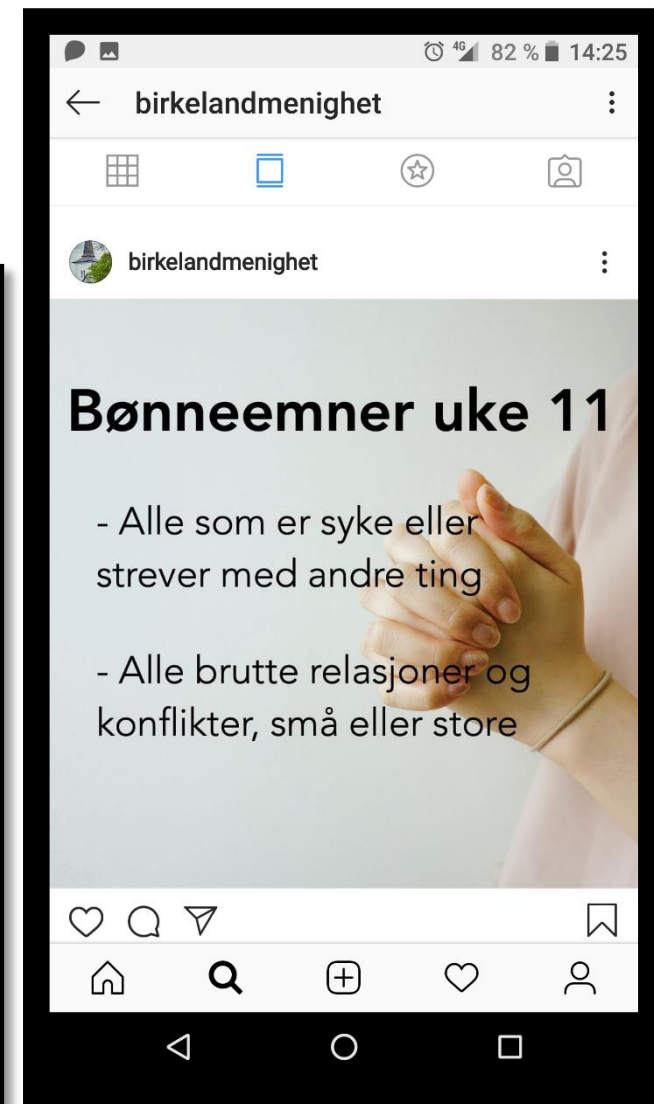 4G 82 % 14:25
birkelandmenighet
birkelandmenighet
Bønneemner uke 11
- Alle som er syke eller
strever med andre ting
- Alle brutte relasjoner og
konflikter, små eller store